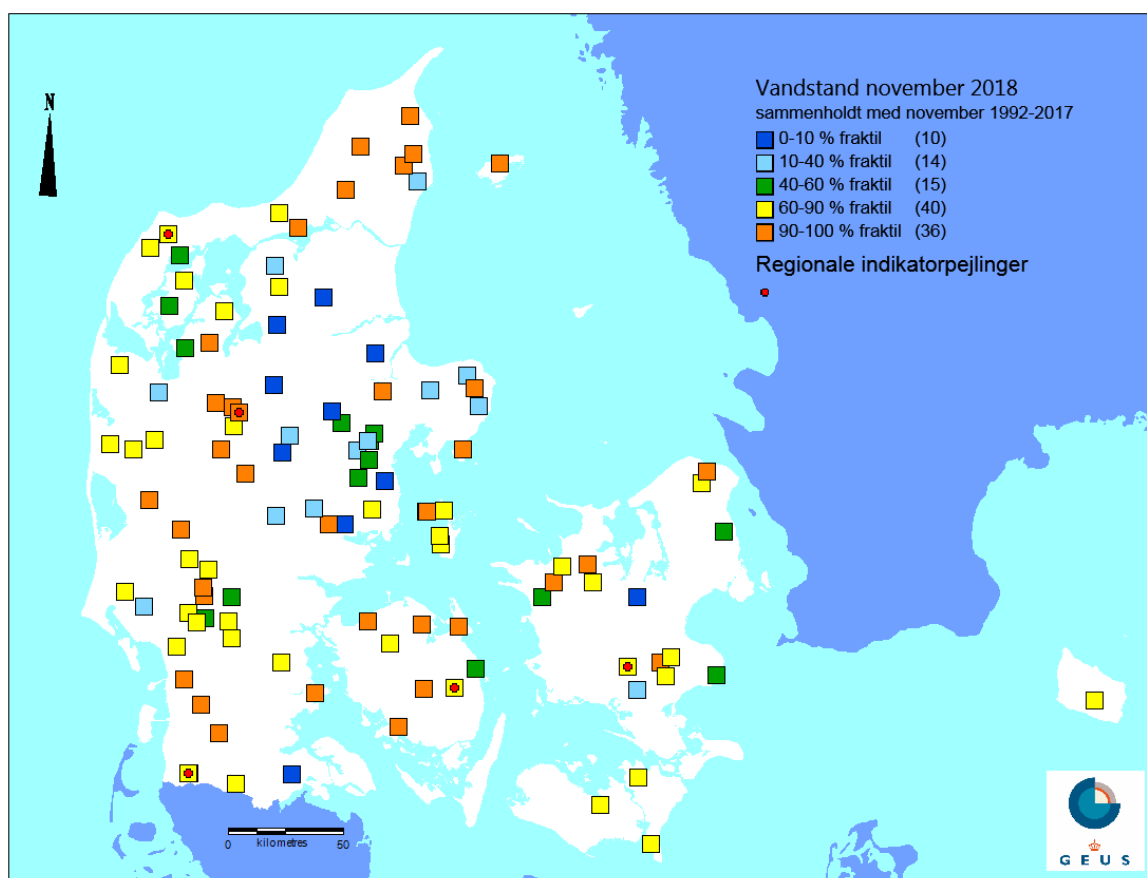 N
Vandstand november 2018
sammenholdt med november 1992-2017
0-10 % fraktil (10)
10-40 % fraktil (14)
40-60 % fraktil (15)
60-90 % fraktil (40)
90-100 % fraktil (36)
Regionale indikatorpejlinger
0 kilometres 50
G E U S